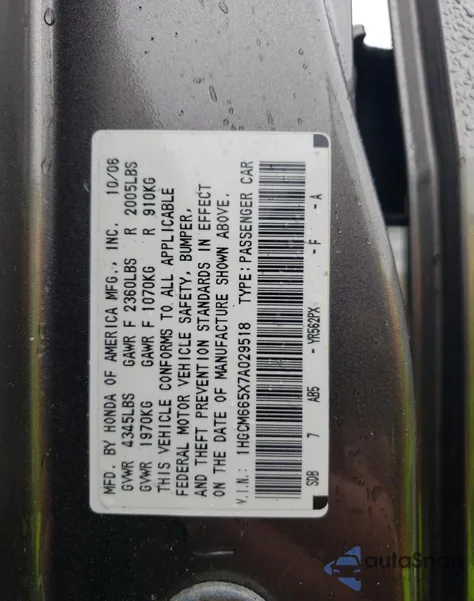 MFD. BY HONDA OF AMERICA MFG., INC. 10/06
GVWR 4345LBS GAWR F 2360LBS R 2005LBS
GVWR 1970KG GAWR F 1070KG R 910KG
THIS VEHICLE CONFORMS TO ALL APPLICABLE
FEDERAL MOTOR VEHICLE SAFETY, BUMPER,
AND THEFT PREVENTION STANDARDS IN EFFECT
ON THE DATE OF MANUFACTURE SHOWN ABOVE.
V.I.N.: 1HGCM665X7A029518 TYPE: PASSENGER CAR
SDB 7 AB5 - YR562PX - F - A
autoSnap